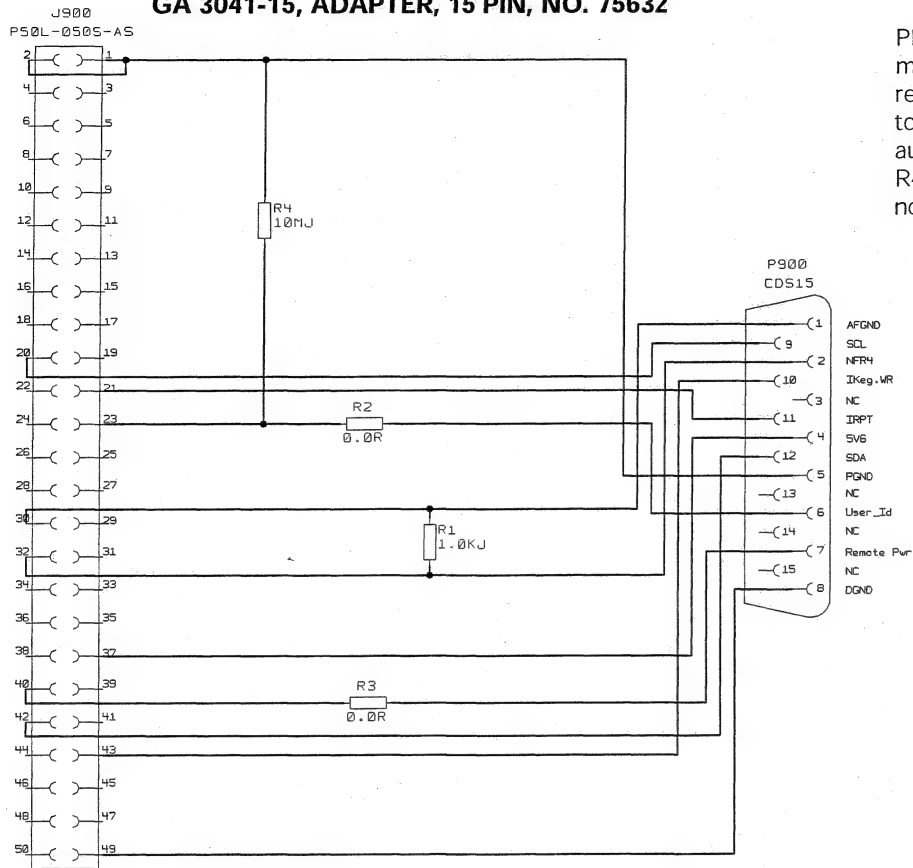 GA 3041-15, ADAPTER, 15 PIN, NO. 75632
J900
P50L-050S-AS
2 1
4 3
6 5
8 7
10 9
12 11
14 13
16 15
18 17
20 19
22 21
24 23
26 25
28 27
30 29
32 31
34 33
36 35
38 37
40 39
42 41
44 43
46 45
48 47
50 49
R4
10MJ
R2
0.0R
R1
1.0KJ
R3
0.0R
P900
CDS15
1 AFGND
9 SCL
2 NFR4
10 IKeg.WR
3 NC
11 IRPT
4 5V6
12 SDA
5 PGND
13 NC
6 User_Id
14 NC
7 Remote Pwr
15 NC
8 DGND